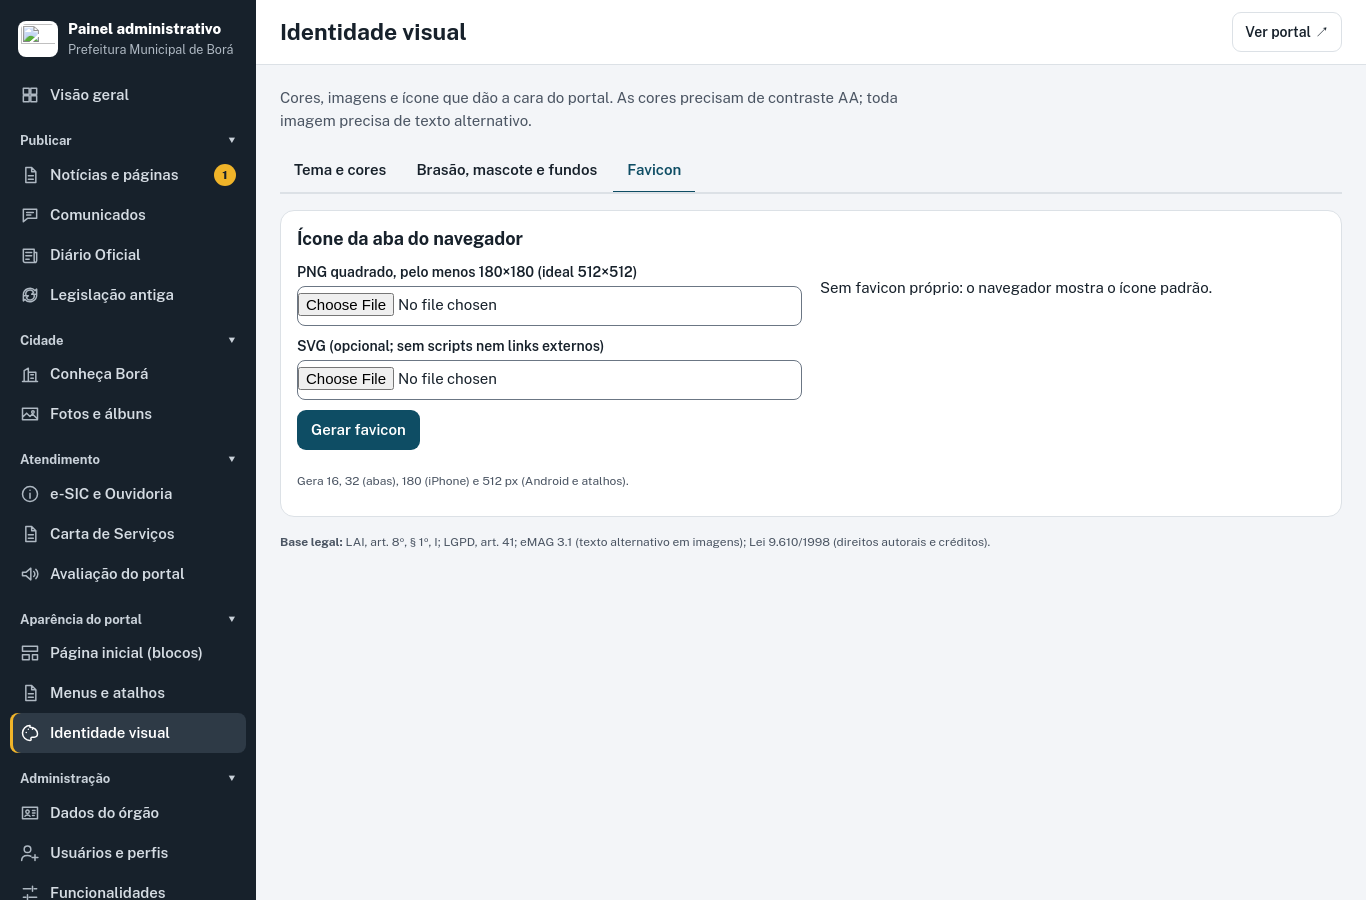 Painel administrativo
Prefeitura Municipal de Borá
Visão geral
Publicar
Notícias e páginas 1
Comunicados
Diário Oficial
Legislação antiga
Cidade
Conheça Borá
Fotos e álbuns
Atendimento
e-SIC e Ouvidoria
Carta de Serviços
Avaliação do portal
Aparência do portal
Página inicial (blocos)
Menus e atalhos
Identidade visual
Administração
Dados do órgão
Usuários e perfis
Funcionalidades
Identidade visual
Ver portal ↗
Cores, imagens e ícone que dão a cara do portal. As cores precisam de contraste AA; toda
imagem precisa de texto alternativo.
Tema e cores Brasão, mascote e fundos Favicon
Ícone da aba do navegador
PNG quadrado, pelo menos 180×180 (ideal 512×512)
Choose File No file chosen
SVG (opcional; sem scripts nem links externos)
Choose File No file chosen
Gerar favicon
Gera 16, 32 (abas), 180 (iPhone) e 512 px (Android e atalhos).
Sem favicon próprio: o navegador mostra o ícone padrão.
Base legal: LAI, art. 8º, § 1º, I; LGPD, art. 41; eMAG 3.1 (texto alternativo em imagens); Lei 9.610/1998 (direitos autorais e créditos).